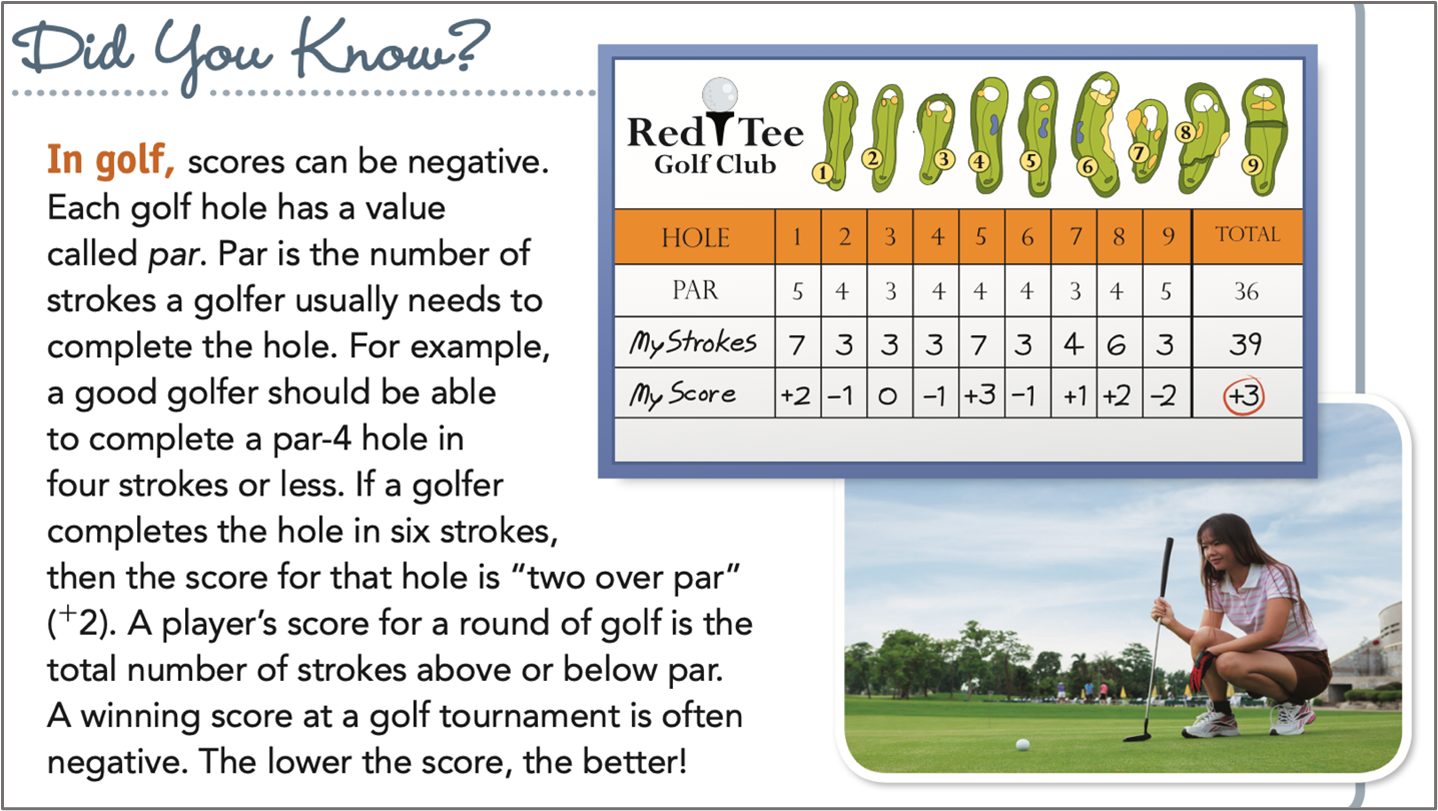 Did You Know?
In golf, scores can be negative.
Each golf hole has a value
called par. Par is the number of
strokes a golfer usually needs to
complete the hole. For example,
a good golfer should be able
to complete a par-4 hole in
four strokes or less. If a golfer
completes the hole in six strokes,
then the score for that hole is “two over par”
(⁺2). A player’s score for a round of golf is the
total number of strokes above or below par.
A winning score at a golf tournament is often
negative. The lower the score, the better!
Red Tee
Golf Club
1 2 3 4 5 6 7 8 9
HOLE 1 2 3 4 5 6 7 8 9 TOTAL
PAR 5 4 3 4 4 4 3 4 5 36
My Strokes 7 3 3 3 7 3 4 6 3 39
My Score +2 −1 0 −1 +3 −1 +1 +2 −2 +3